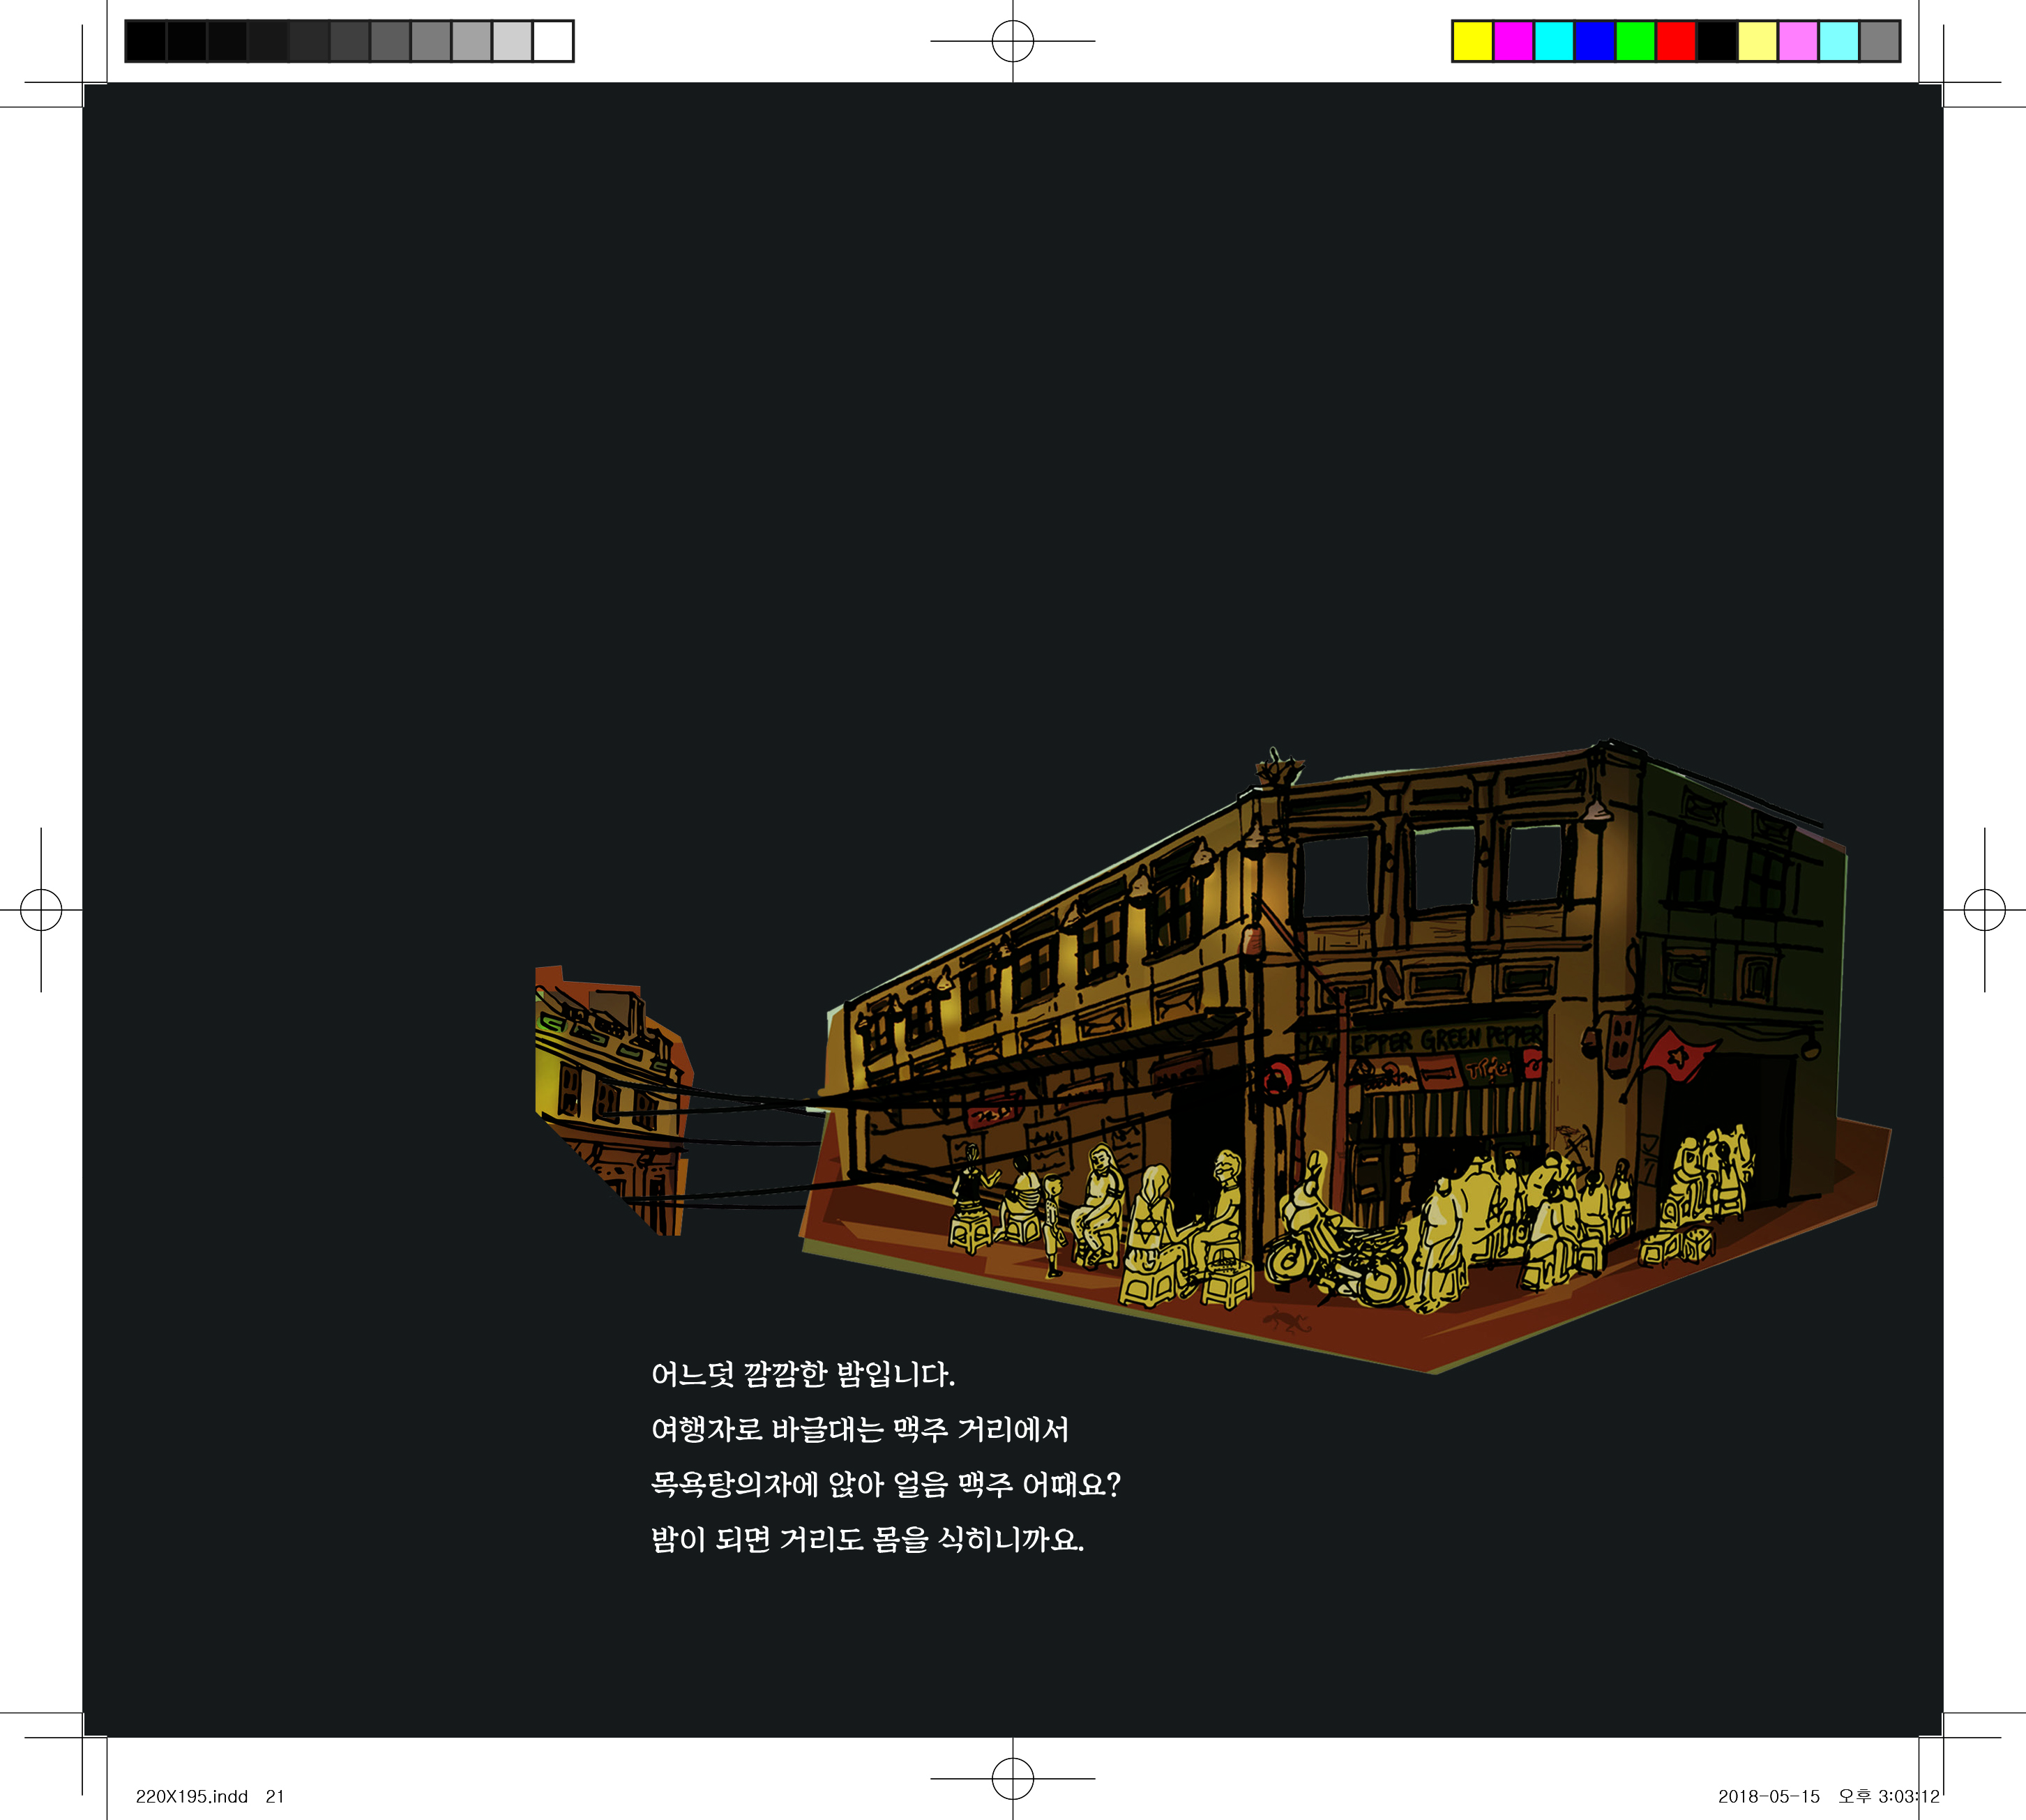 EPPER GREEN PEPPER
Tiger
어느덧 깜깜한 밤입니다.
여행자로 바글대는 맥주 거리에서
목욕탕의자에 앉아 얼음 맥주 어때요?
밤이 되면 거리도 몸을 식히니까요.
220X195.indd 21
2018-05-15 오후 3:03:12